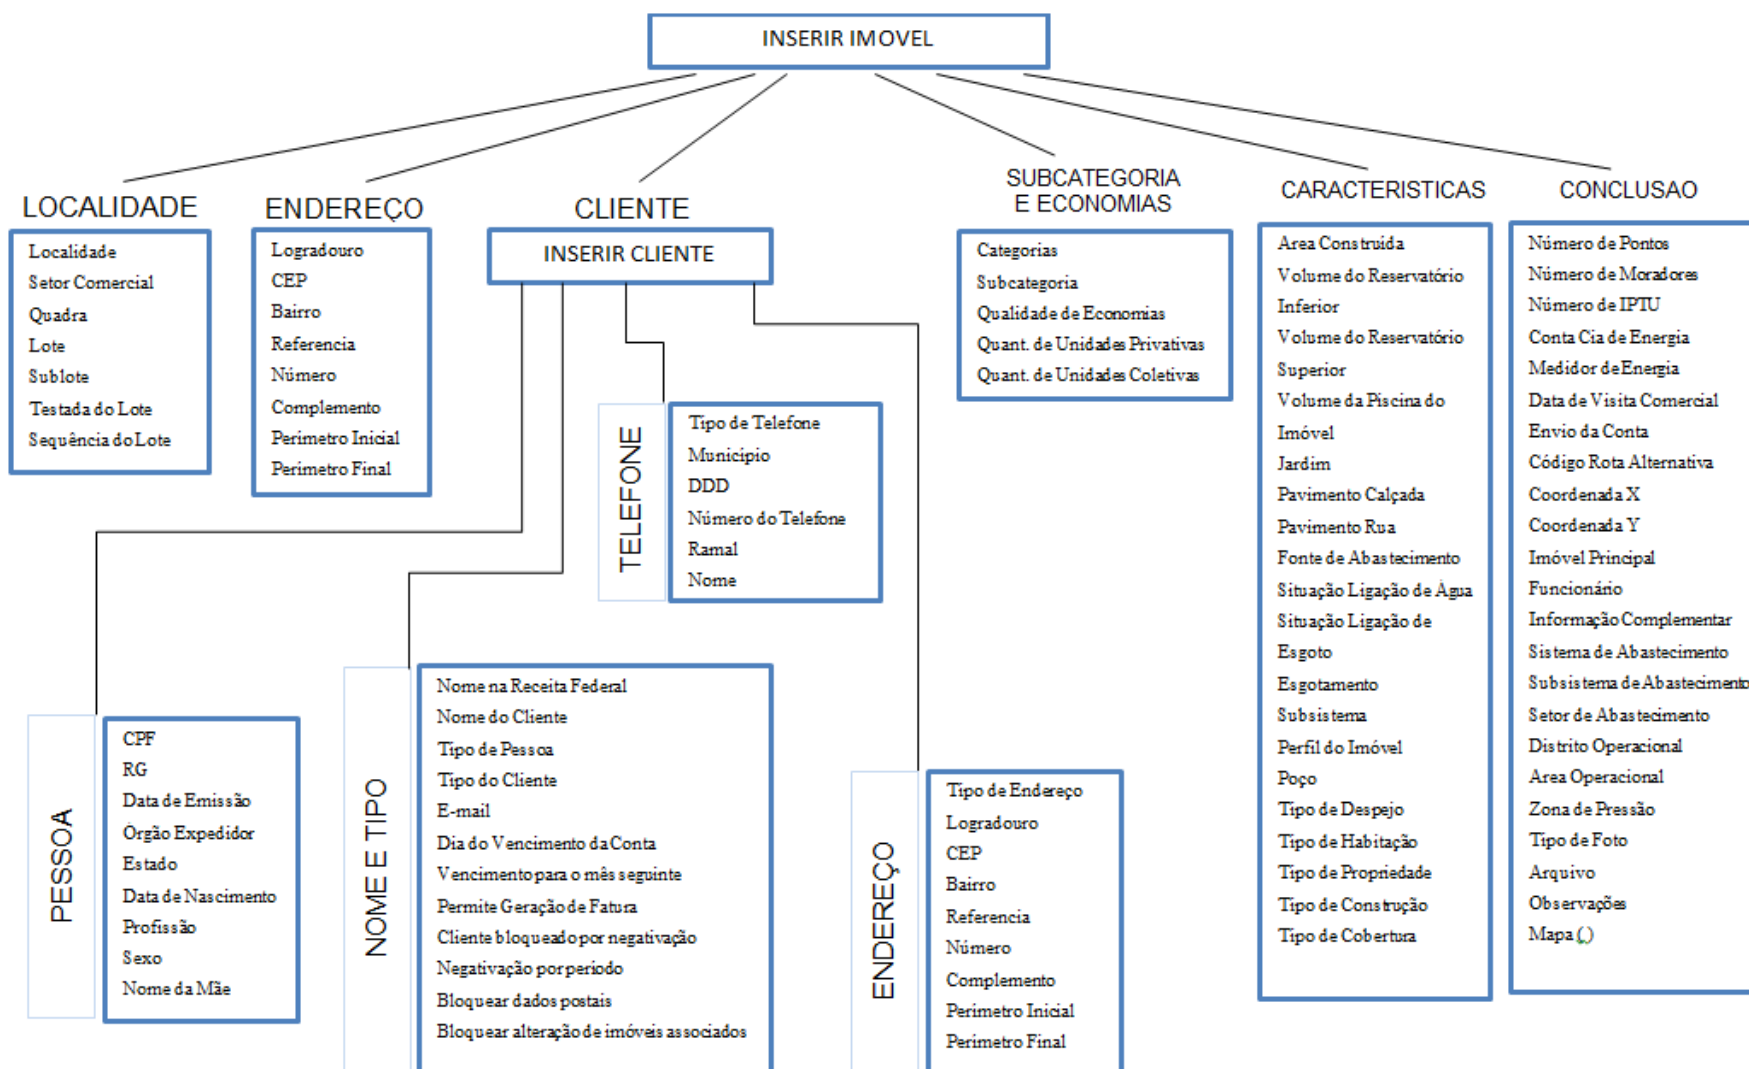 INSERIR IMOVEL
LOCALIDADE
Localidade
Setor Comercial
Quadra
Lote
Sublote
Testada do Lote
Sequência do Lote
ENDEREÇO
Logradouro
CEP
Bairro
Referencia
Número
Complemento
Perimetro Inicial
Perimetro Final
CLIENTE
INSERIR CLIENTE
PESSOA
CPF
RG
Data de Emissão
Órgão Expedidor
Estado
Data de Nascimento
Profissão
Sexo
Nome da Mãe
NOME E TIPO
Nome na Receita Federal
Nome do Cliente
Tipo de Pessoa
Tipo do Cliente
E-mail
Dia do Vencimento da Conta
Vencimento para o mês seguinte
Permite Geração de Fatura
Cliente bloqueado por negativação
Negativação por periodo
Bloquear dados postais
Bloquear alteração de imóveis associados
TELEFONE
Tipo de Telefone
Municipio
DDD
Número do Telefone
Ramal
Nome
ENDEREÇO
Tipo de Endereço
Logradouro
CEP
Bairro
Referencia
Número
Complemento
Perimetro Inicial
Perimetro Final
SUBCATEGORIA
E ECONOMIAS
Categorias
Subcategoria
Qualidade de Economias
Quant. de Unidades Privativas
Quant. de Unidades Coletivas
CARACTERISTICAS
Area Construida
Volume do Reservatório
Inferior
Volume do Reservatório
Superior
Volume da Piscina do
Imóvel
Jardim
Pavimento Calçada
Pavimento Rua
Fonte de Abastecimento
Situação Ligação de Água
Situação Ligação de
Esgoto
Esgotamento
Subsistema
Perfil do Imóvel
Poço
Tipo de Despejo
Tipo de Habitação
Tipo de Propriedade
Tipo de Construção
Tipo de Cobertura
CONCLUSAO
Número de Pontos
Número de Moradores
Número de IPTU
Conta Cia de Energia
Medidor de Energia
Data de Visita Comercial
Envio da Conta
Código Rota Alternativa
Coordenada X
Coordenada Y
Imóvel Principal
Funcionário
Informação Complementar
Sistema de Abastecimento
Subsistema de Abastecimento
Setor de Abastecimento
Distrito Operacional
Area Operacional
Zona de Pressão
Tipo de Foto
Arquivo
Observações
Mapa ( )